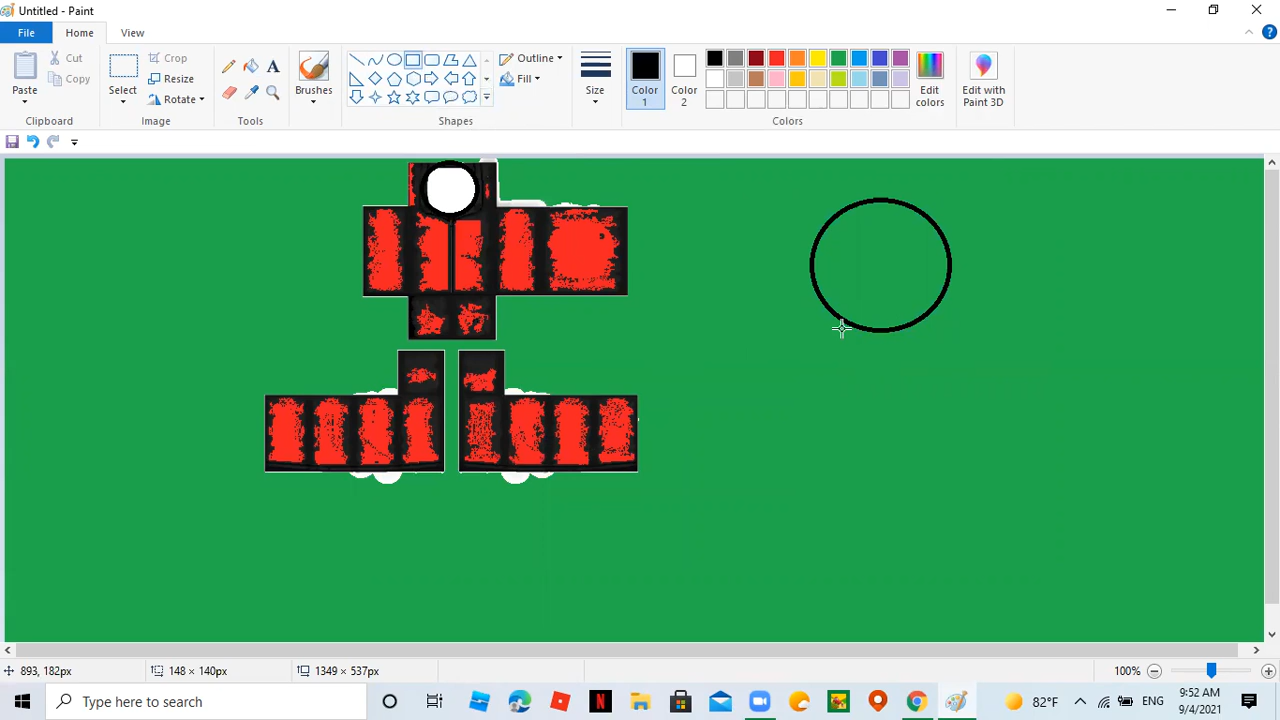 Untitled - Paint
File Home View
Paste
Cut
Copy
Clipboard
Select
Crop
Resize
Rotate
Image
A
Tools
Brushes
Shapes
Outline
Fill
Size
Color 1
Color 2
Edit colors
Colors
Edit with Paint 3D
893, 182px
148 × 140px
1349 × 537px
100%
Type here to search
N
82°F
ENG
9:52 AM
9/4/2021